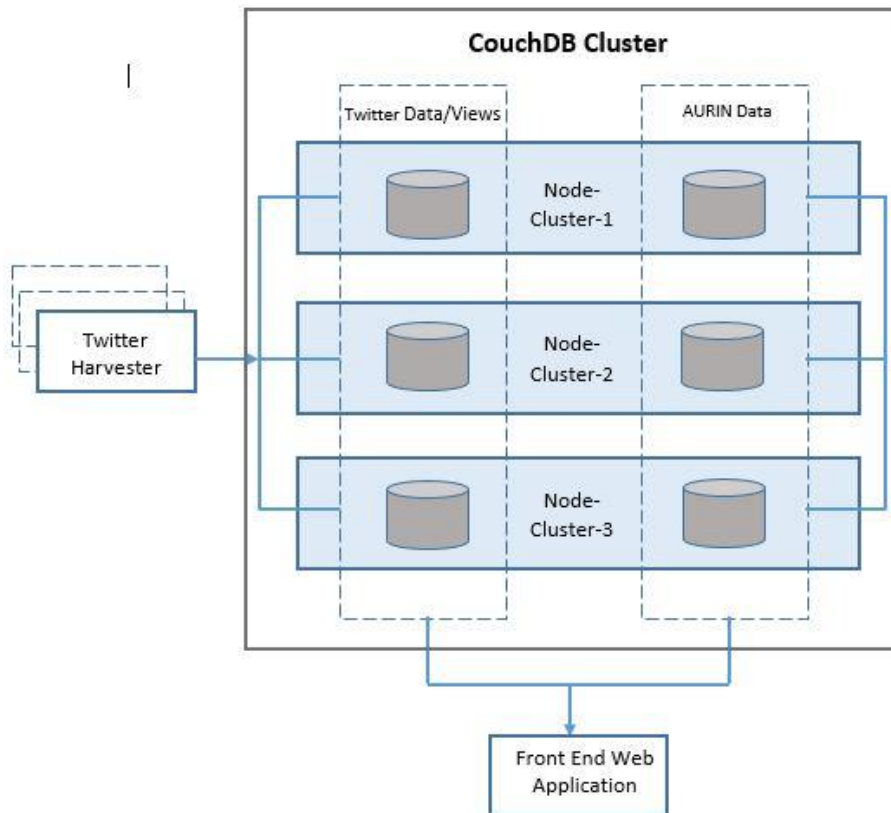 CouchDB Cluster
Twitter Data/Views
AURIN Data
Node-
Cluster-1
Node-
Cluster-2
Node-
Cluster-3
Twitter
Harvester
Front End Web
Application